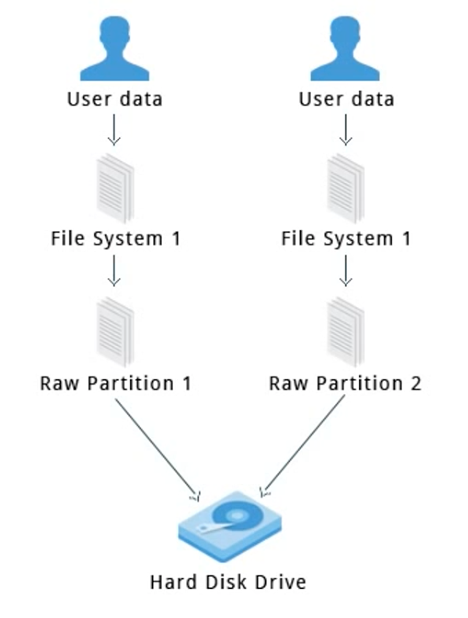 User data
User data
File System 1
File System 1
Raw Partition 1
Raw Partition 2
Hard Disk Drive